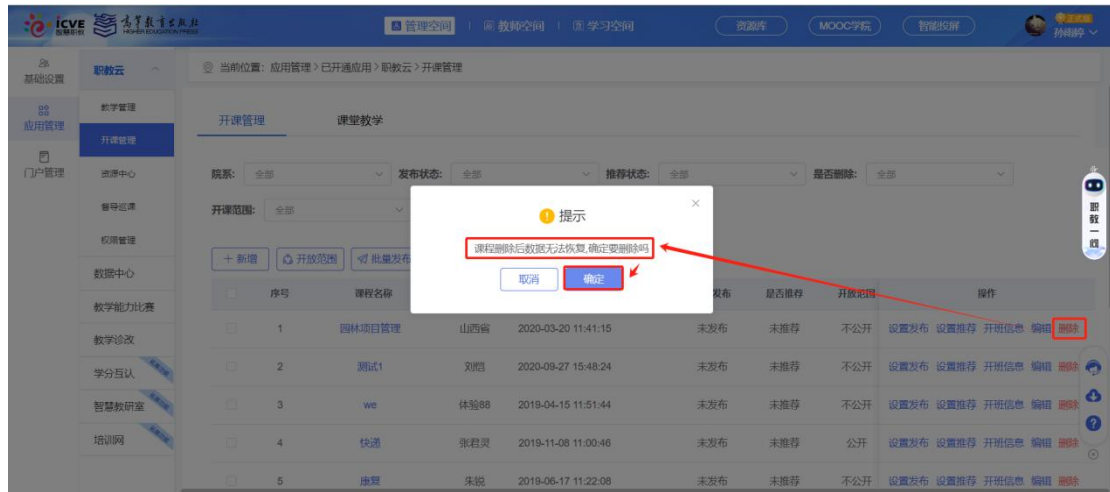 icve 智慧职教 高等教育出版社 HIGHER EDUCATION PRESS 管理空间 教师空间 学习空间 资源库 MOOC学院 智能投屏 正式版
基础设置 职教云 当前位置：应用管理 > 已开通应用 > 职教云 > 开课管理
应用管理 教学管理 开课管理 课堂教学
开课管理
门户管理 资源中心 院系: 全部 发布状态: 全部 推荐状态: 全部 是否删除: 全部
督导巡课 开课范围: 全部
权限管理
提示
课程删除后数据无法恢复,确定要删除吗
取消 确定
+ 新增 开放范围 批量发布
职教一问
数据中心 序号 课程名称 发布 是否推荐 开放范围 操作
教学能力比赛
教学诊改 1 园林项目管理 山西省 2020-03-20 11:41:15 未发布 未推荐 不公开 设置发布 设置推荐 开班信息 编辑 删除
学分互认 2 测试1 刘恺 2020-09-27 15:48:24 未发布 未推荐 不公开 设置发布 设置推荐 开班信息 编辑 删除
智慧教研室 3 we 体验88 2019-04-15 11:51:44 未发布 未推荐 不公开 设置发布 设置推荐 开班信息 编辑 删除
培训网 4 快递 张君灵 2019-11-08 11:00:46 未发布 未推荐 公开 设置发布 设置推荐 开班信息 编辑 删除
5 康复 朱锐 2019-06-17 11:22:08 未发布 未推荐 不公开 设置发布 设置推荐 开班信息 编辑 删除